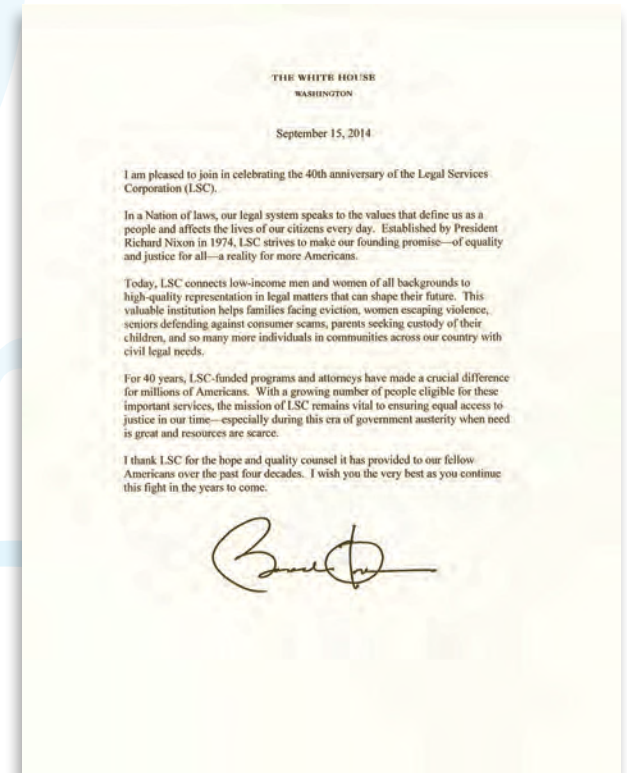 THE WHITE HOUSE
WASHINGTON
September 15, 2014
I am pleased to join in celebrating the 40th anniversary of the Legal Services
Corporation (LSC).
In a Nation of laws, our legal system speaks to the values that define us as a
people and affects the lives of our citizens every day. Established by President
Richard Nixon in 1974, LSC strives to make our founding promise—of equality
and justice for all—a reality for more Americans.
Today, LSC connects low-income men and women of all backgrounds to
high-quality representation in legal matters that can shape their future. This
valuable institution helps families facing eviction, women escaping violence,
seniors defending against consumer scams, parents seeking custody of their
children, and so many more individuals in communities across our country with
civil legal needs.
For 40 years, LSC-funded programs and attorneys have made a crucial difference
for millions of Americans. With a growing number of people eligible for these
important services, the mission of LSC remains vital to ensuring equal access to
justice in our time—especially during this era of government austerity when need
is great and resources are scarce.
I thank LSC for the hope and quality counsel it has provided to our fellow
Americans over the past four decades. I wish you the very best as you continue
this fight in the years to come.